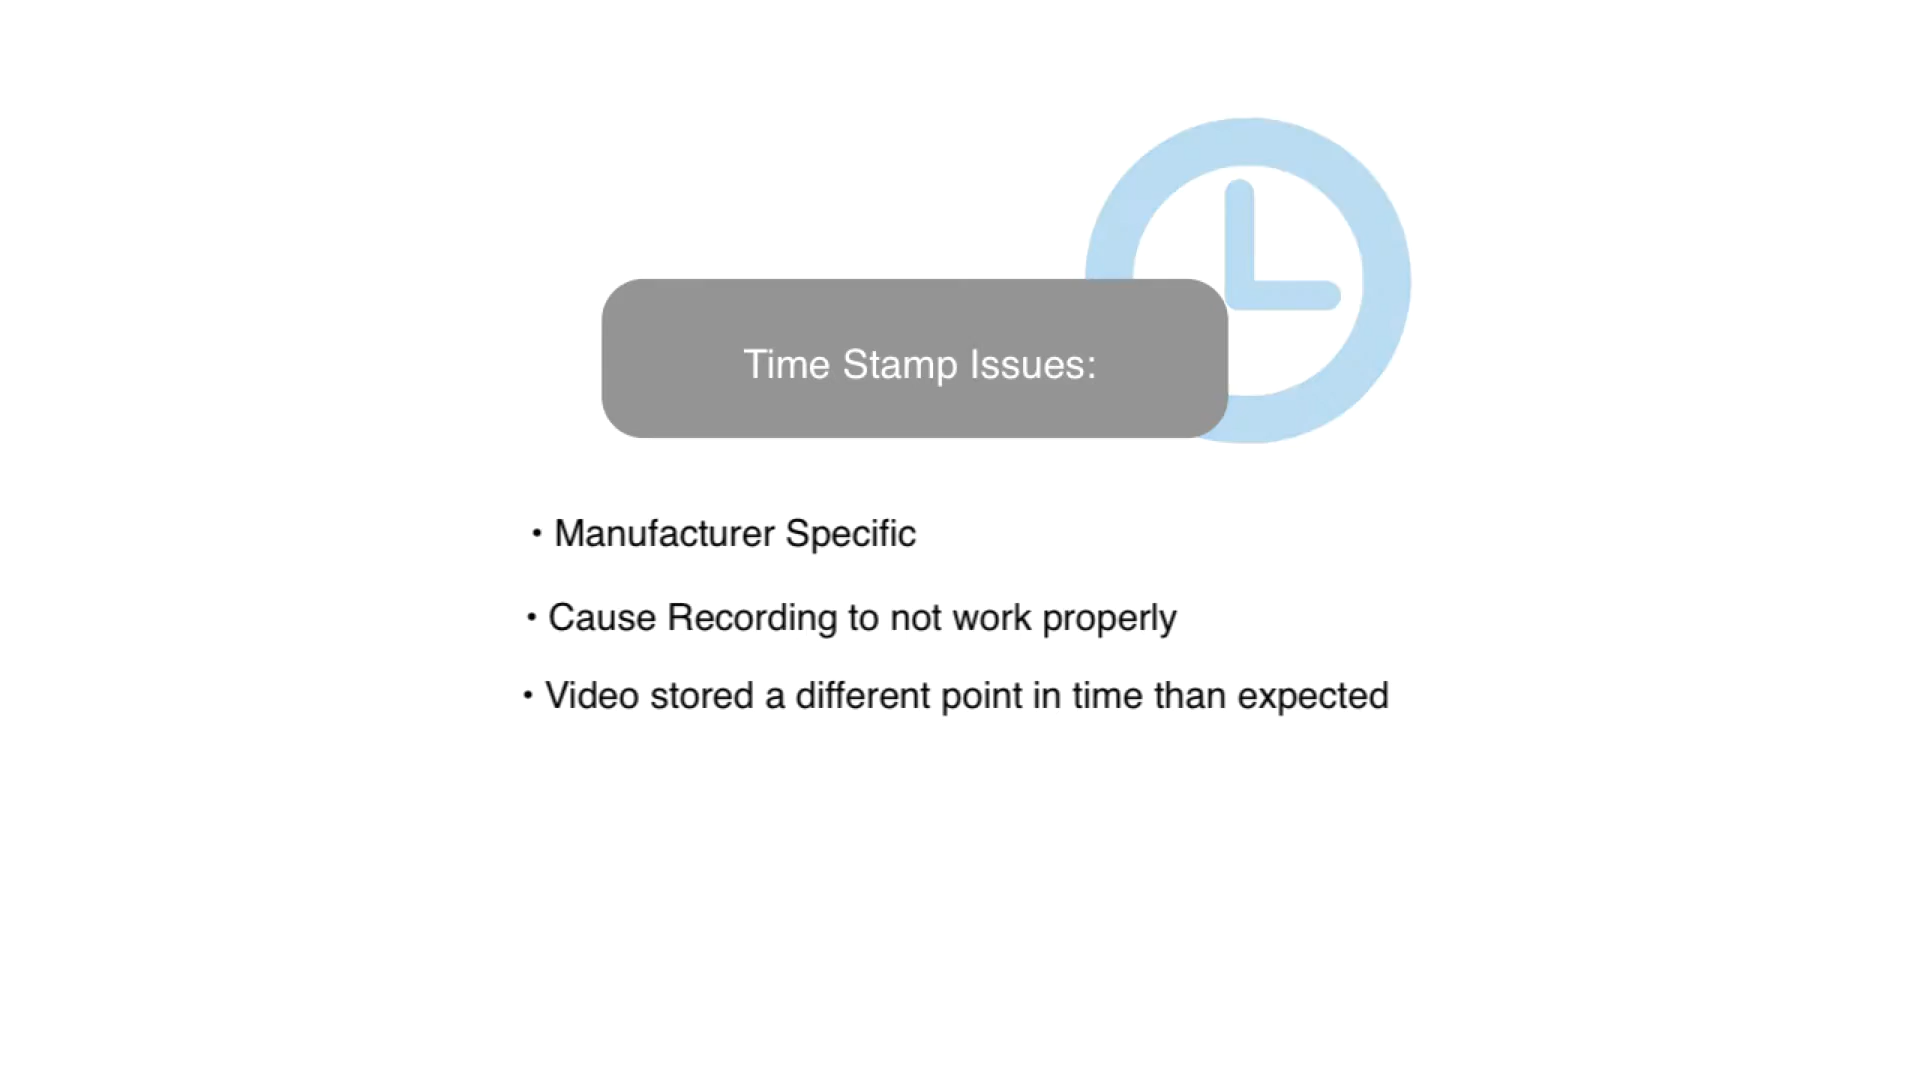 Time Stamp Issues:
• Manufacturer Specific
• Cause Recording to not work properly
• Video stored a different point in time than expected